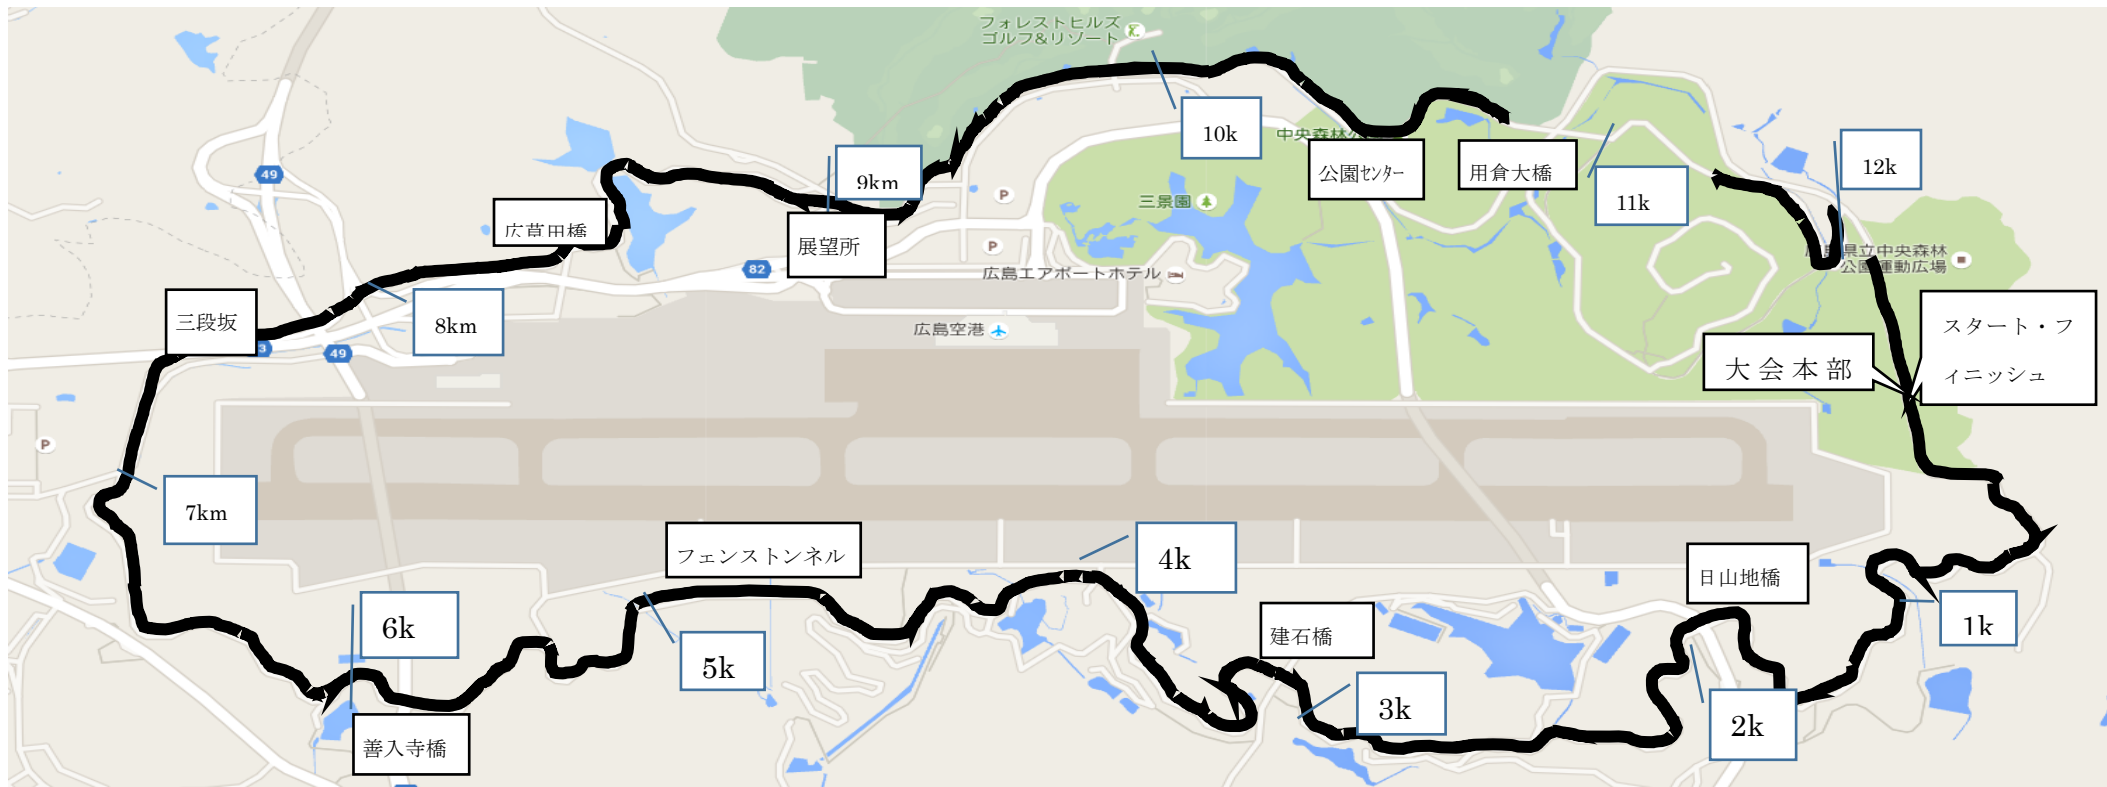 フォレストヒルズ
ゴルフ&リゾート
10k
中央森林公
公園ｾﾝﾀｰ
用倉大橋
11k
12k
49
9km
三景園
展望所
82
広島エアポートホテル
県立中央森林
公園運動広場
三段坂
8km
49
広島空港
大会本部
スタート・フ
ィニッシュ
P
P
P
7km
フェンストンネル
4k
日山地橋
1k
建石橋
6k
5k
3k
2k
善入寺橋